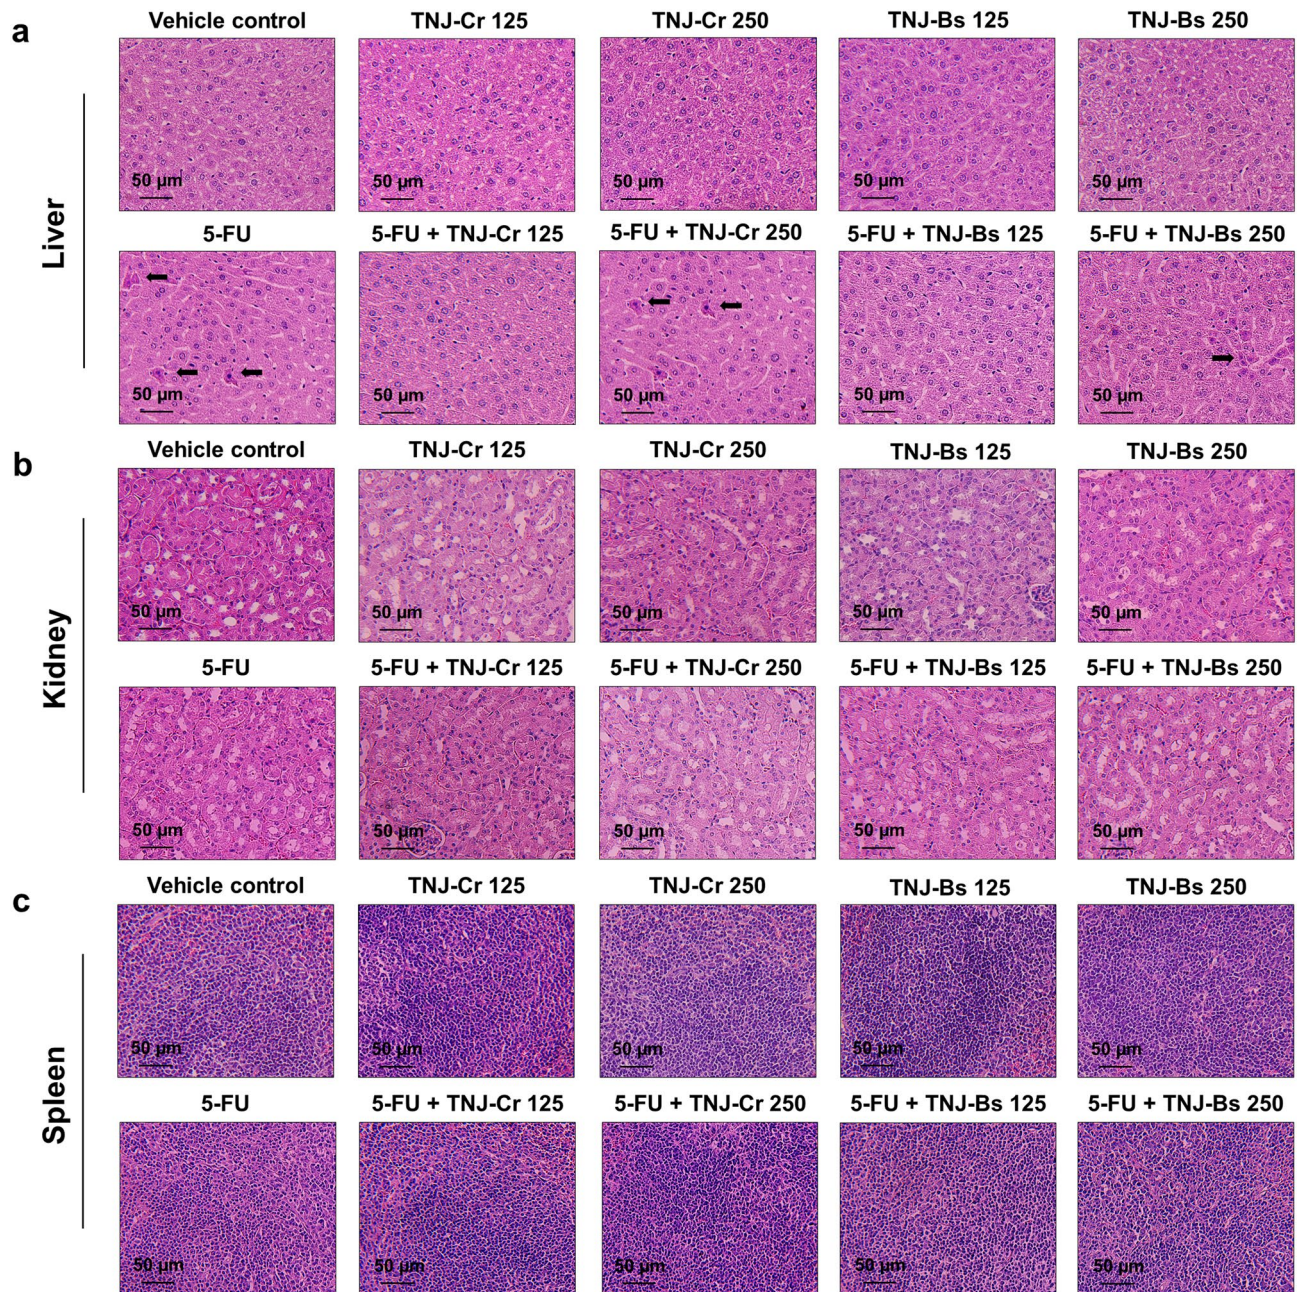 a
Vehicle control
TNJ-Cr 125
TNJ-Cr 250
TNJ-Bs 125
TNJ-Bs 250
50 µm
50 µm
50 µm
50 µm
50 µm
Liver
5-FU
5-FU + TNJ-Cr 125
5-FU + TNJ-Cr 250
5-FU + TNJ-Bs 125
5-FU + TNJ-Bs 250
50 µm
50 µm
50 µm
50 µm
50 µm
b
Vehicle control
TNJ-Cr 125
TNJ-Cr 250
TNJ-Bs 125
TNJ-Bs 250
50 µm
50 µm
50 µm
50 µm
50 µm
Kidney
5-FU
5-FU + TNJ-Cr 125
5-FU + TNJ-Cr 250
5-FU + TNJ-Bs 125
5-FU + TNJ-Bs 250
50 µm
50 µm
50 µm
50 µm
50 µm
c
Vehicle control
TNJ-Cr 125
TNJ-Cr 250
TNJ-Bs 125
TNJ-Bs 250
50 µm
50 µm
50 µm
50 µm
50 µm
Spleen
5-FU
5-FU + TNJ-Cr 125
5-FU + TNJ-Cr 250
5-FU + TNJ-Bs 125
5-FU + TNJ-Bs 250
50 µm
50 µm
50 µm
50 µm
50 µm